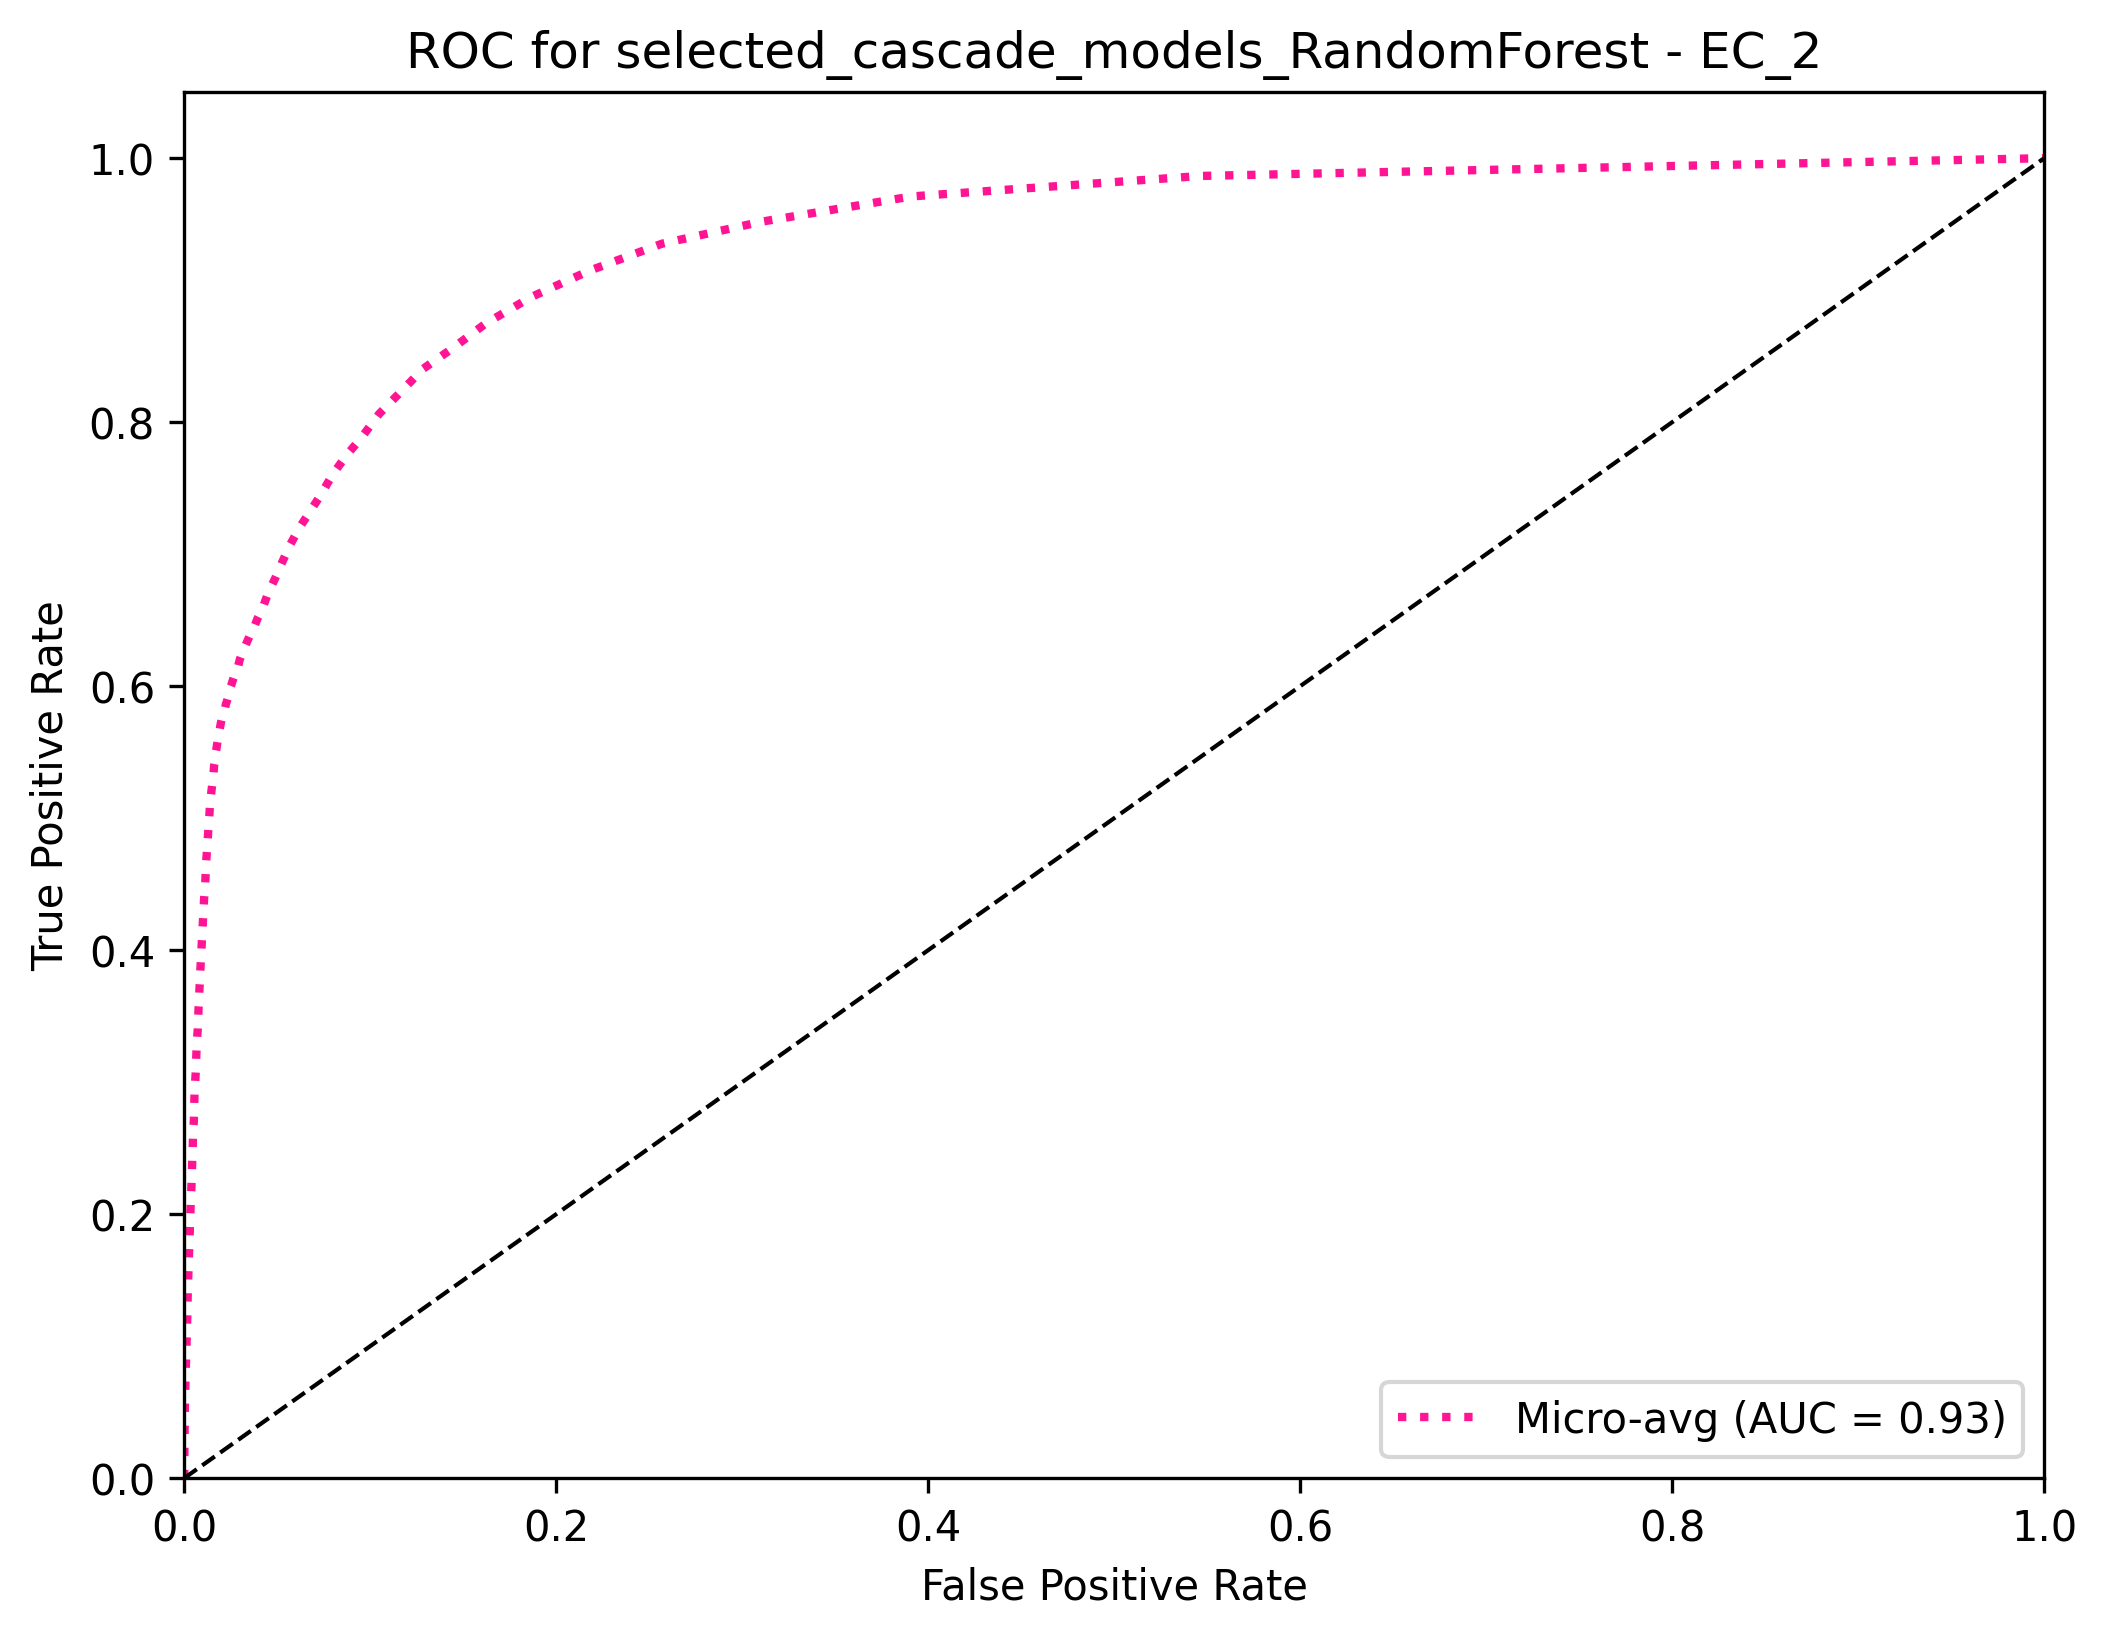 ROC for selected_cascade_models_RandomForest - EC_2
True Positive Rate
1.0
0.8
0.6
0.4
0.2
0.0
0.0 0.2 0.4 0.6 0.8 1.0
False Positive Rate
Micro-avg (AUC = 0.93)